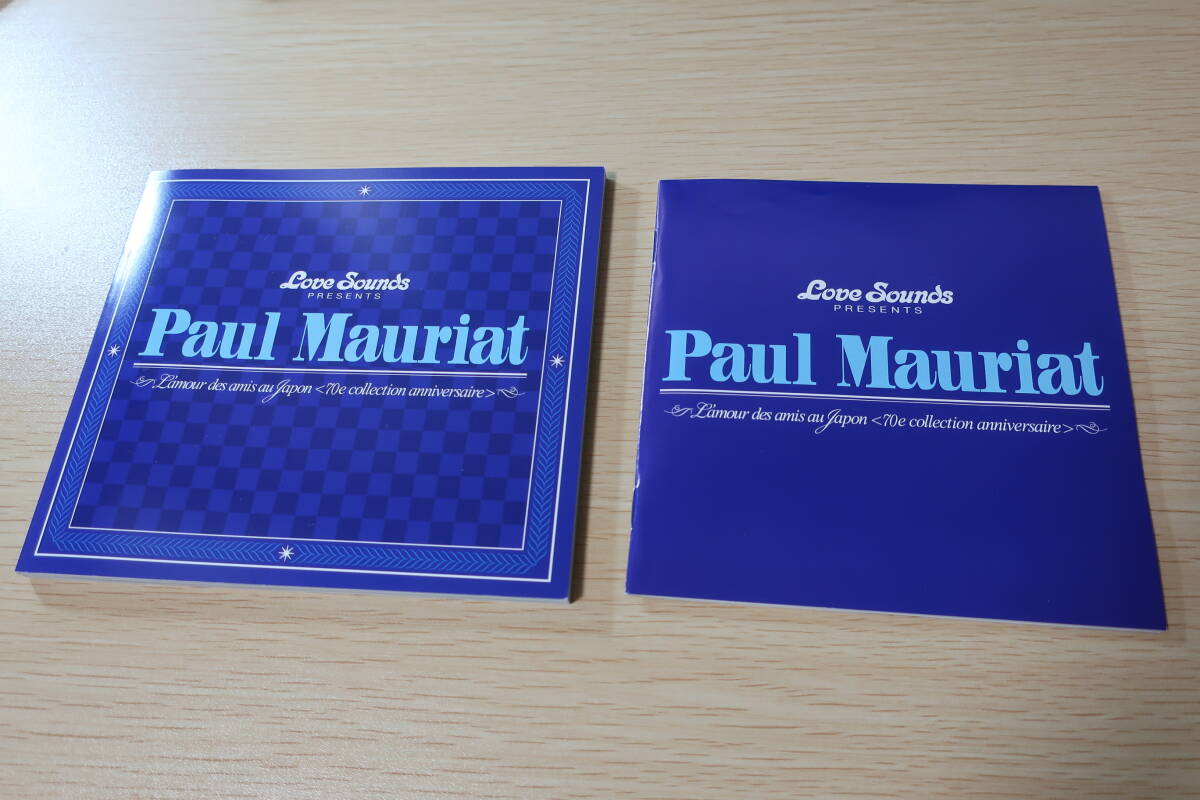 Love Sounds
PRESENTS
Paul Mauriat
L'amour des amis au Japon <70e collection anniversaire>
Love Sounds
PRESENTS
Paul Mauriat
L'amour des amis au Japon <70e collection anniversaire>